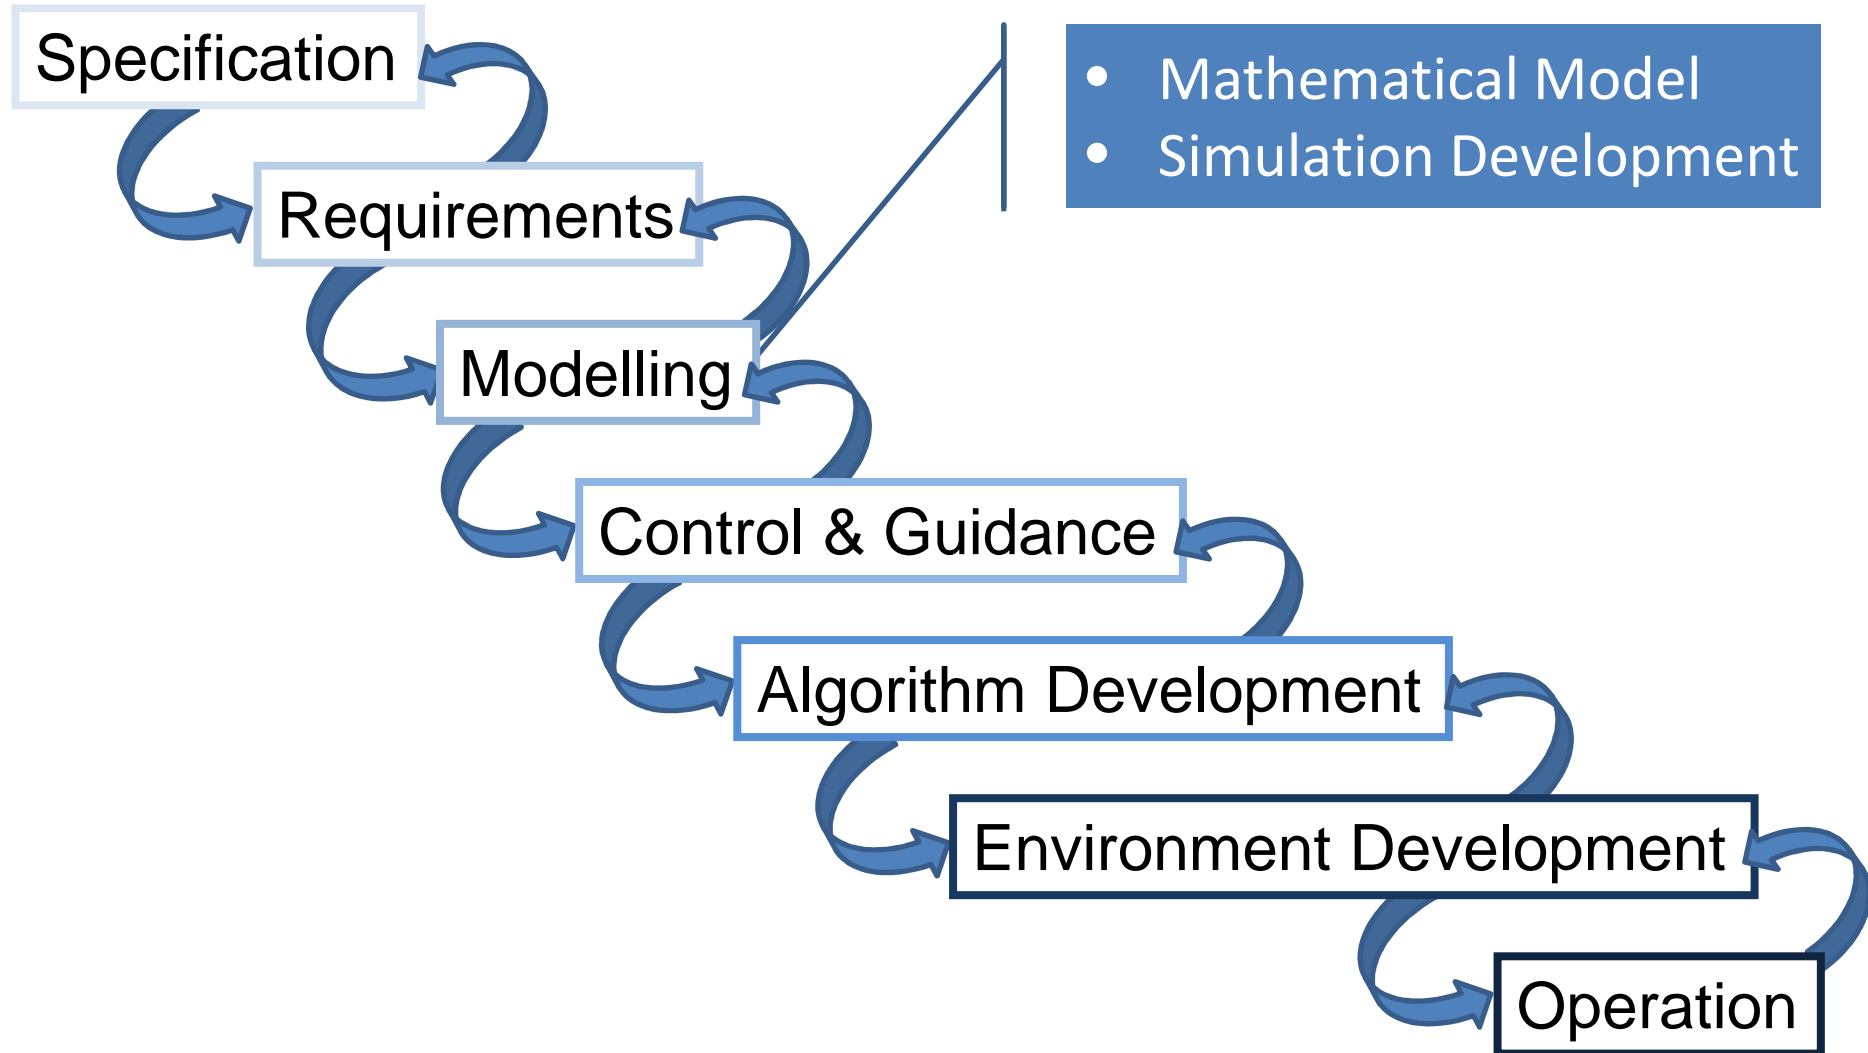 Specification
• Mathematical Model
• Simulation Development
Requirements
Modelling
Control & Guidance
Algorithm Development
Environment Development
Operation